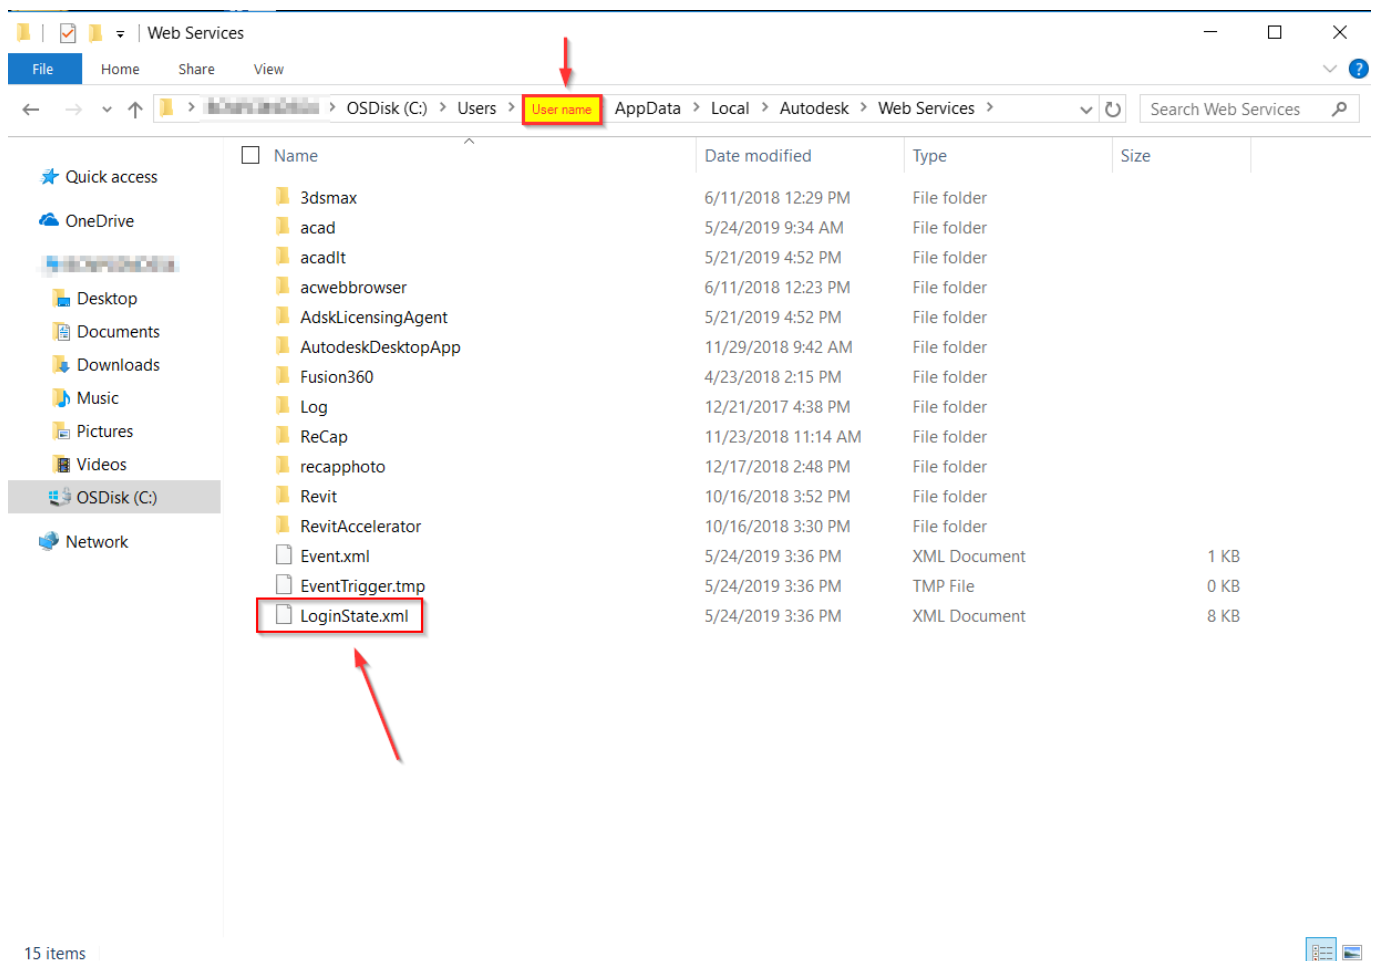 Web Services
File Home Share View
OSDisk (C:) > Users > User name AppData > Local > Autodesk > Web Services > Search Web Services
Name Date modified Type Size
Quick access
OneDrive
Desktop
Documents
Downloads
Music
Pictures
Videos
OSDisk (C:)
Network
3dsmax 6/11/2018 12:29 PM File folder
acad 5/24/2019 9:34 AM File folder
acadlt 5/21/2019 4:52 PM File folder
acwebbrowser 6/11/2018 12:23 PM File folder
AdskLicensingAgent 5/21/2019 4:52 PM File folder
AutodeskDesktopApp 11/29/2018 9:42 AM File folder
Fusion360 4/23/2018 2:15 PM File folder
Log 12/21/2017 4:38 PM File folder
ReCap 11/23/2018 11:14 AM File folder
recapphoto 12/17/2018 2:48 PM File folder
Revit 10/16/2018 3:52 PM File folder
RevitAccelerator 10/16/2018 3:30 PM File folder
Event.xml 5/24/2019 3:36 PM XML Document 1 KB
EventTrigger.tmp 5/24/2019 3:36 PM TMP File 0 KB
LoginState.xml 5/24/2019 3:36 PM XML Document 8 KB
15 items